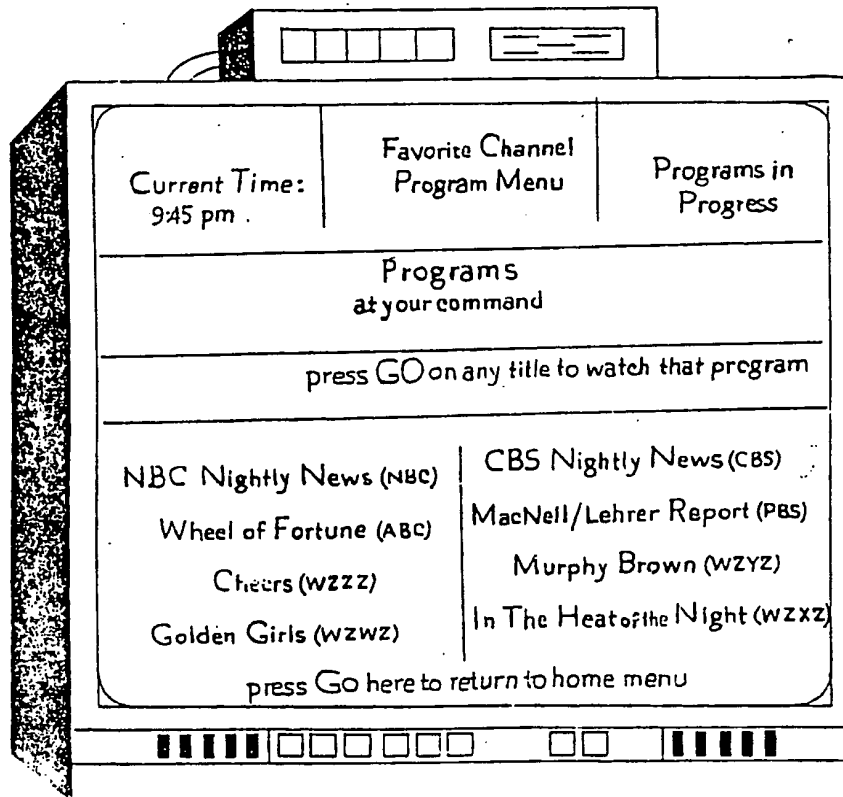 Current Time:
9:45 pm .
Favorite Channel
Program Menu
Programs in
Progress
Programs
at your command
press GO on any title to watch that program
NBC Nightly News (NBC)
Wheel of Fortune (ABC)
Cheers (WZZZ)
Golden Girls (WZWZ)
CBS Nightly News (CBS)
MacNell/Lehrer Report (PBS)
Murphy Brown (WZYZ)
In The Heat of the Night (WZXZ)
press Go here to return to home menu